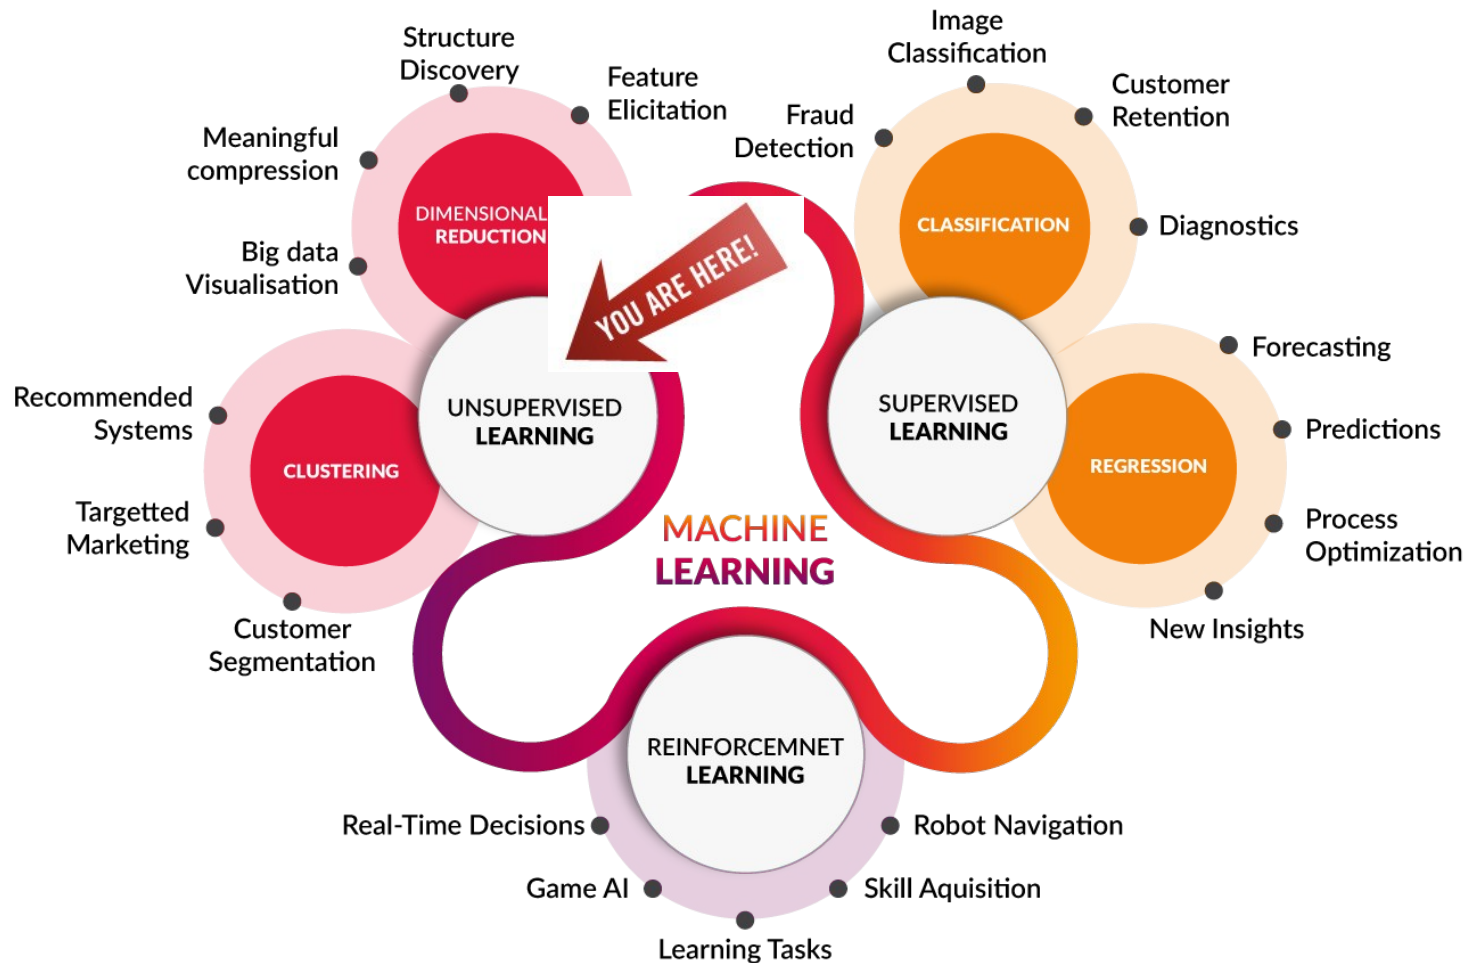 Structure
Discovery
Feature
Elicitation
Meaningful
compression
Big data
Visualisation
DIMENSIONAL
REDUCTION
YOU ARE HERE!
Image
Classification
Customer
Retention
Fraud
Detection
CLASSIFICATION
Diagnostics
Recommended
Systems
Targetted
Marketing
Customer
Segmentation
CLUSTERING
UNSUPERVISED
LEARNING
SUPERVISED
LEARNING
Forecasting
Predictions
Process
Optimization
New Insights
REGRESSION
MACHINE
LEARNING
REINFORCEMNET
LEARNING
Real-Time Decisions
Game AI
Learning Tasks
Skill Aquisition
Robot Navigation